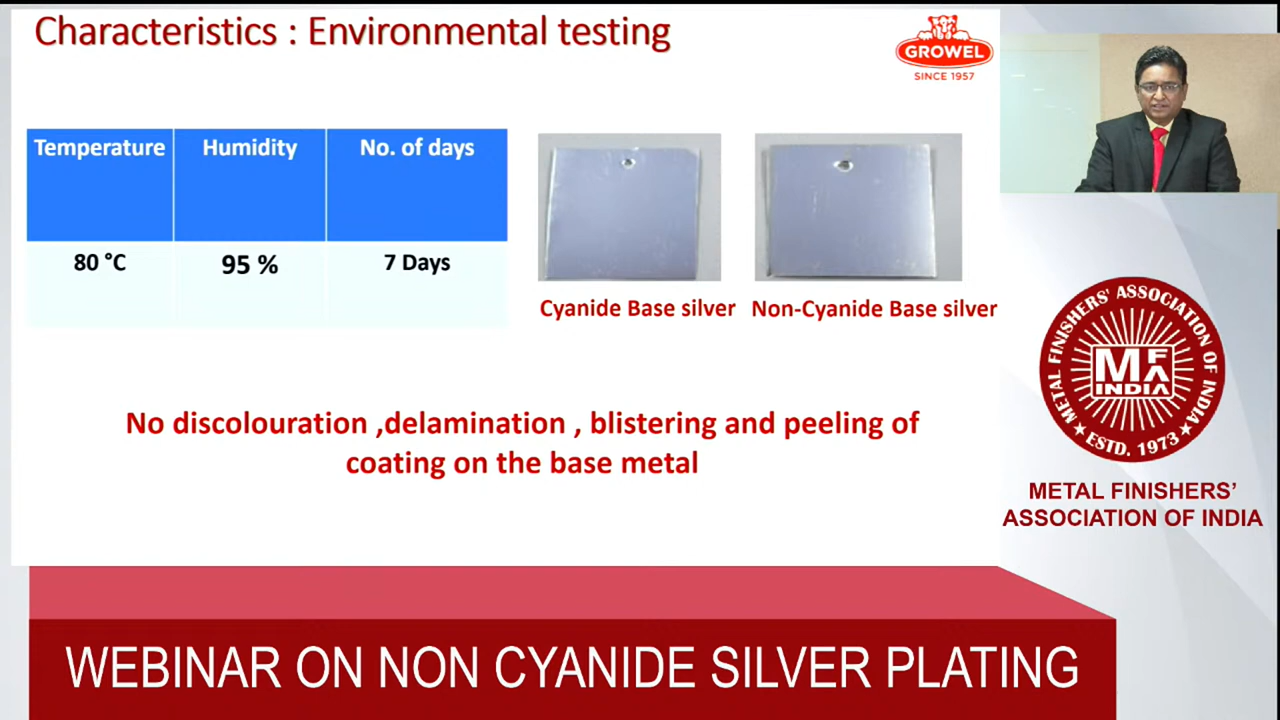 Characteristics : Environmental testing
GROWEL
SINCE 1957
Temperature Humidity No. of days
80 °C 95 % 7 Days
Cyanide Base silver Non-Cyanide Base silver
No discolouration ,delamination , blistering and peeling of
coating on the base metal
METAL FINISHERS' ASSOCIATION OF INDIA
MFA
INDIA
ESTD. 1973
METAL FINISHERS'
ASSOCIATION OF INDIA
WEBINAR ON NON CYANIDE SILVER PLATING